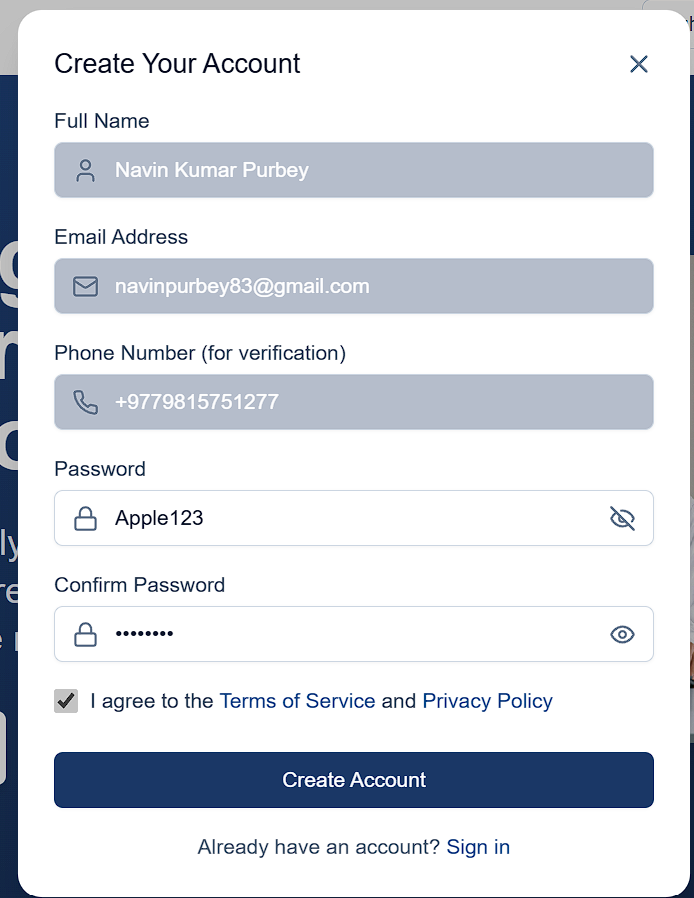 Create Your Account
Full Name
Navin Kumar Purbey
Email Address
navinpurbey83@gmail.com
Phone Number (for verification)
+9779815751277
Password
Apple123
Confirm Password
••••••••
I agree to the Terms of Service and Privacy Policy
Create Account
Already have an account? Sign in